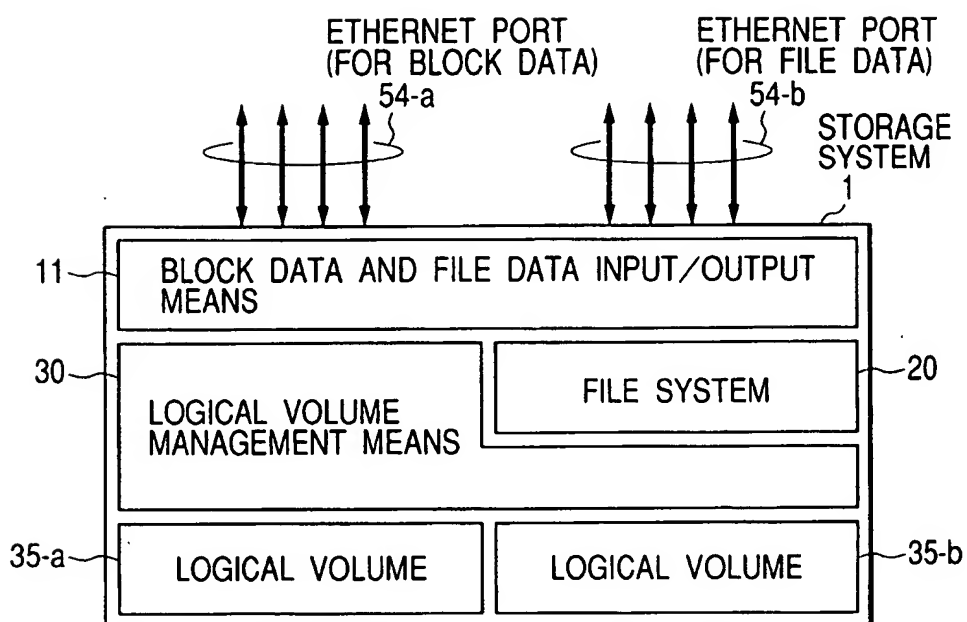 ETHERNET PORT
(FOR BLOCK DATA)
54-a
ETHERNET PORT
(FOR FILE DATA)
54-b
STORAGE
SYSTEM
1
11
BLOCK DATA AND FILE DATA INPUT/OUTPUT
MEANS
30
LOGICAL VOLUME
MANAGEMENT MEANS
FILE SYSTEM
20
35-a
LOGICAL VOLUME
LOGICAL VOLUME
35-b